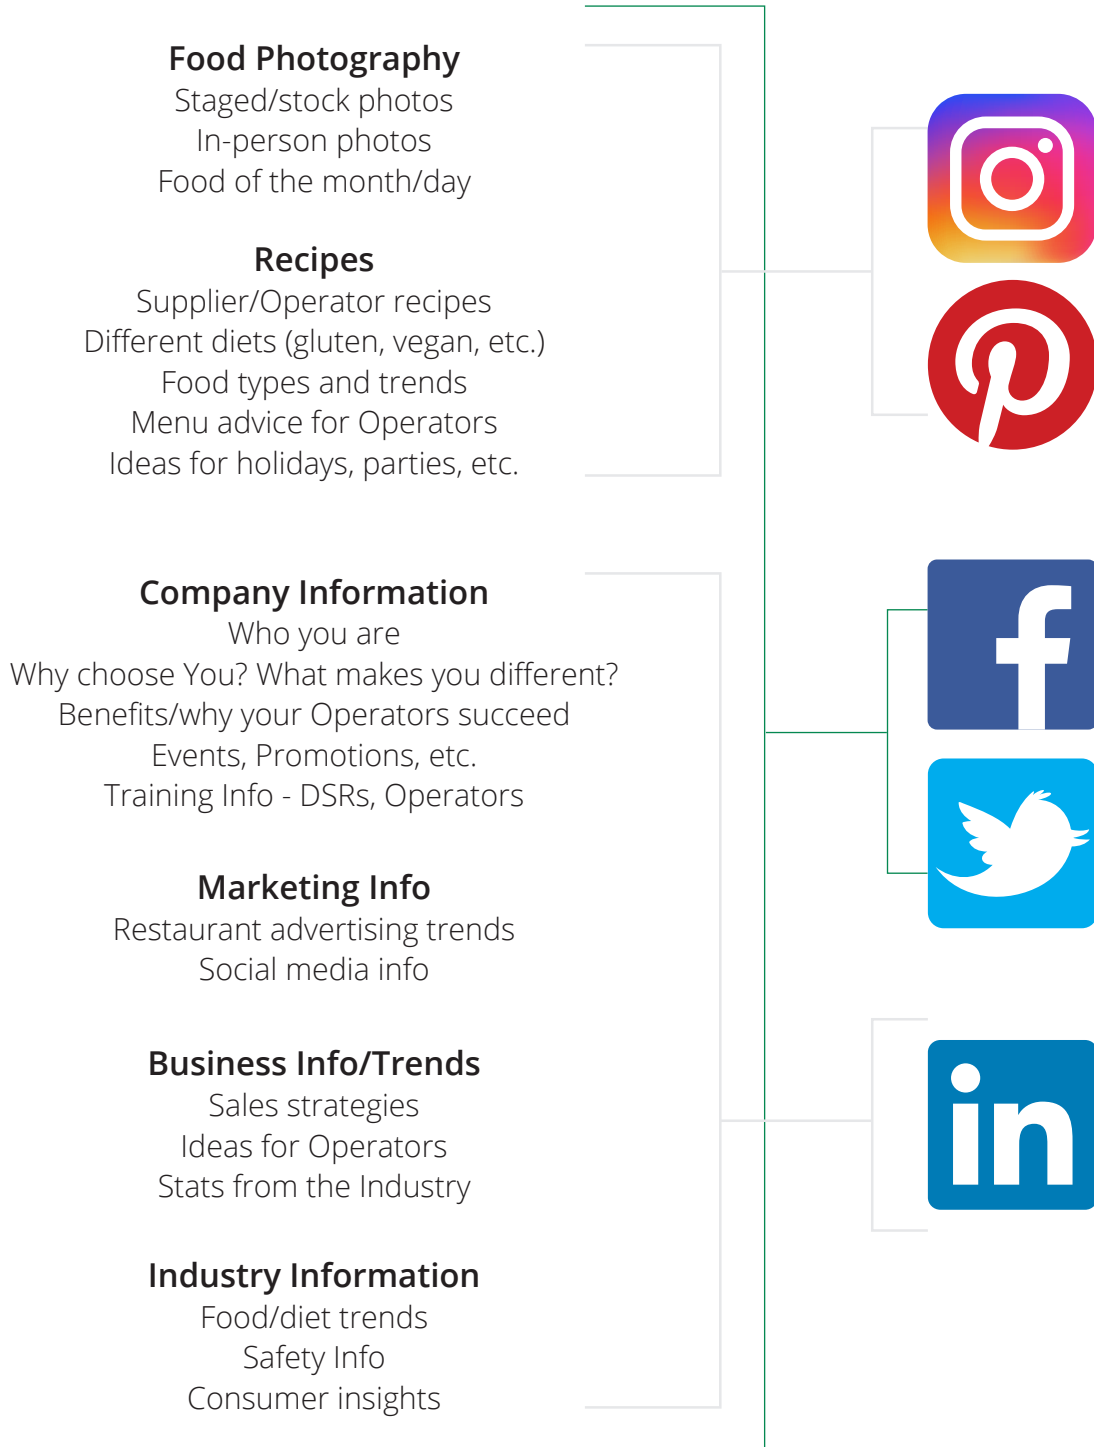 Food Photography
Staged/stock photos
In-person photos
Food of the month/day
Recipes
Supplier/Operator recipes
Different diets (gluten, vegan, etc.)
Food types and trends
Menu advice for Operators
Ideas for holidays, parties, etc.
Company Information
Who you are
Why choose You? What makes you different?
Benefits/why your Operators succeed
Events, Promotions, etc.
Training Info - DSRs, Operators
Marketing Info
Restaurant advertising trends
Social media info
Business Info/Trends
Sales strategies
Ideas for Operators
Stats from the Industry
Industry Information
Food/diet trends
Safety Info
Consumer insights
f
in